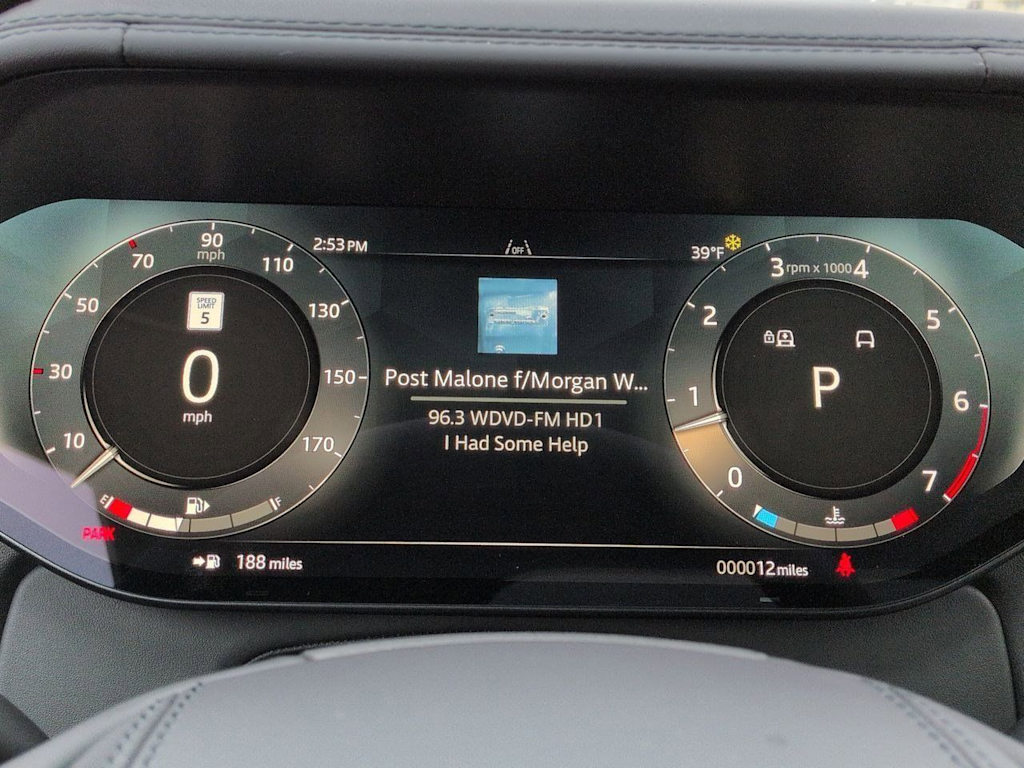 2:53 PM
OFF
39°F
10
30
50
70
90
mph
110
130
150
170
SPEED
LIMIT
5
0
mph
E
F
PARK
188 miles
Post Malone f/Morgan W...
96.3 WDVD-FM HD1
I Had Some Help
0
1
2
3
rpm x 1000
4
5
6
7
P
000012 miles